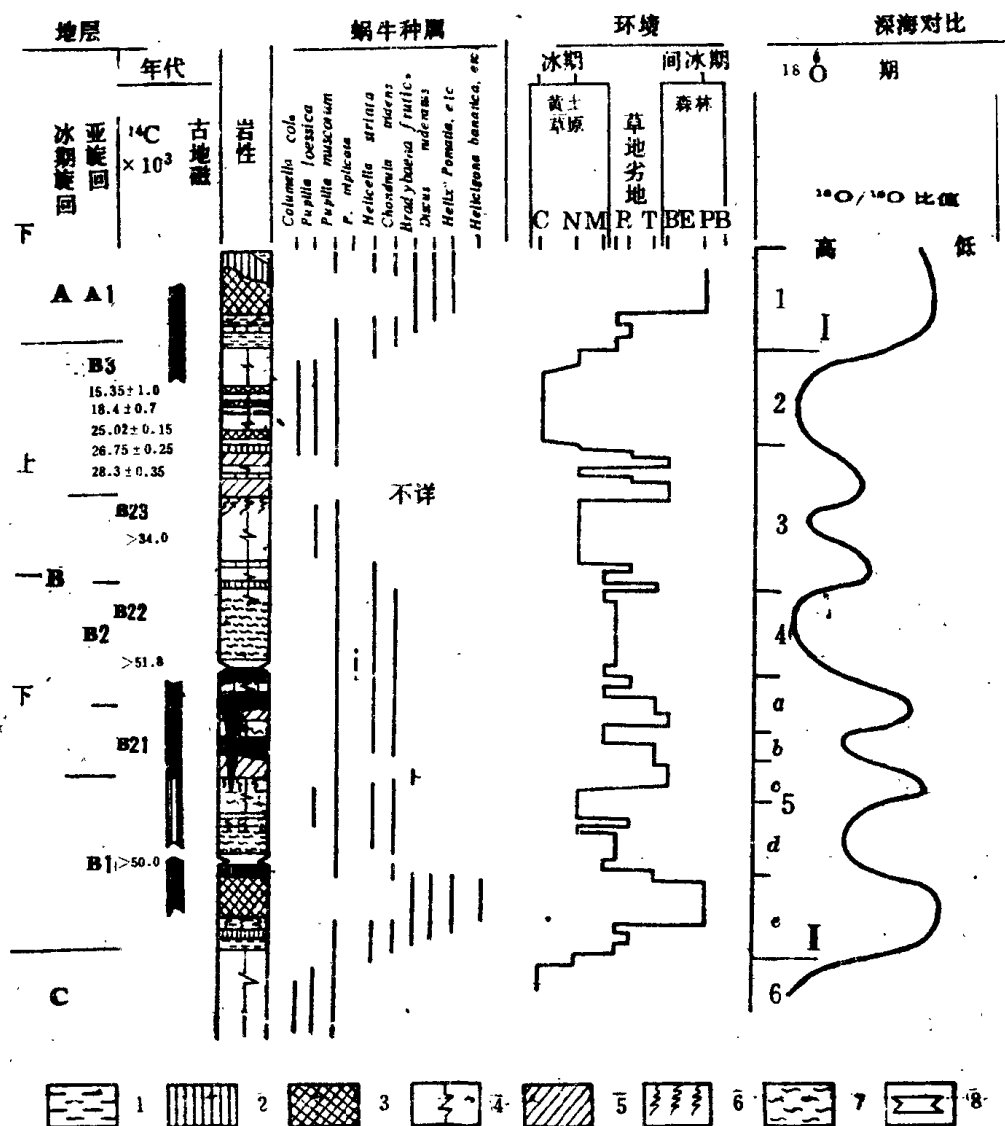 地层
蜗牛种属
环境
深海对比
年代
冰期
间冰期
18
O
期
冰期旋回
亚旋回
¹⁴C
× 10³
古地磁
岩性
Columella colu
Pupilla loessica
Pupilla muscorum
P. triplicata
Helicella striata
Chondrula tridens
Bradybaena frutic.
Discus ruderatus
Helix Pomatia, etc
Helicigona banatica, etc
黄土草原
草地劣地
森林
C N M P. T BE PB
¹⁸O/¹⁶O 比值
高 低
下
A A1
1
I
B3
15.35±1.0
18.4±0.7
25.02±0.15
26.75±0.25
28.3±0.35
2
上
不详
B23
>34.0
3
B
B22
B2
>51.8
4
下
B21
a
b
c
5
d
B1 >50.0
e
II
C
6
1 2 3 4 5 6 7 8